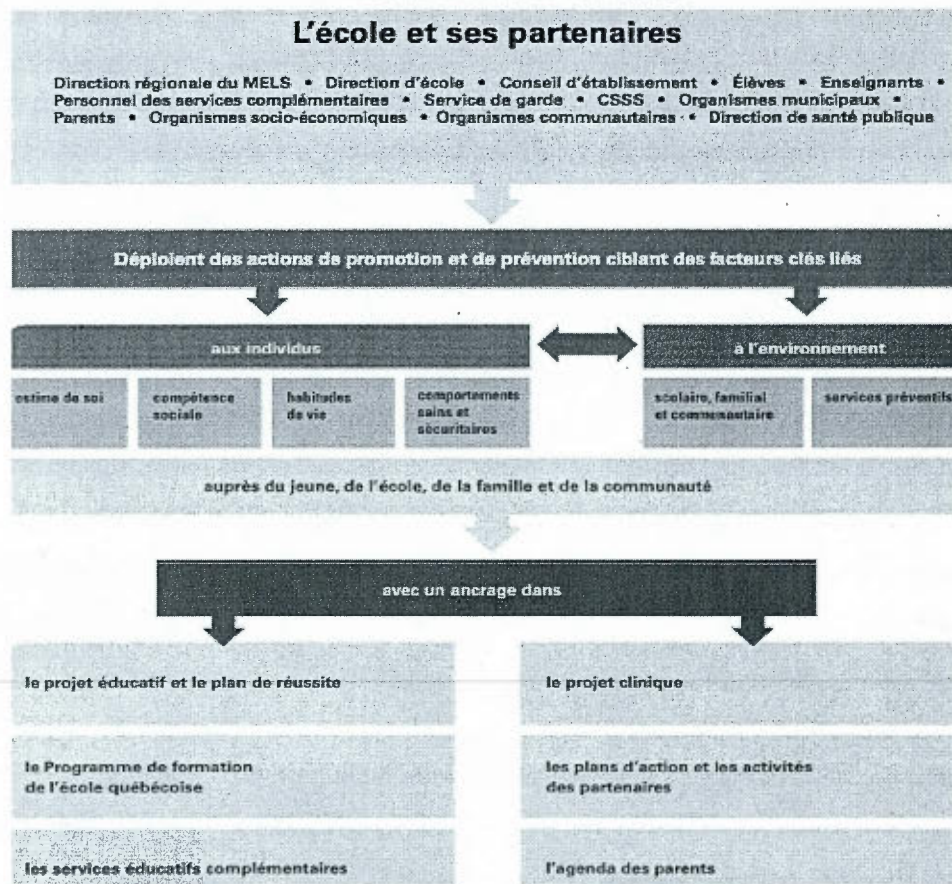 L'école et ses partenaires
Direction régionale du MELS • Direction d'école • Conseil d'établissement • Élèves • Enseignants •
Personnel des services complémentaires • Service de garde • CSSS • Organismes municipaux •
Parents • Organismes socio-économiques • Organismes communautaires • Direction de santé publique
Déploient des actions de promotion et de prévention ciblant des facteurs clés liés
aux individus
à l'environnement
estime de soi
compétence
sociale
habitudes
de vie
comportements
sains et
sécuritaires
scolaire, familial
et communautaire
services préventifs
auprès du jeune, de l'école, de la famille et de la communauté
avec un ancrage dans
le projet éducatif et le plan de réussite
le projet clinique
le Programme de formation
de l'école québécoise
les plans d'action et les activités
des partenaires
les services éducatifs complémentaires
l'agenda des parents